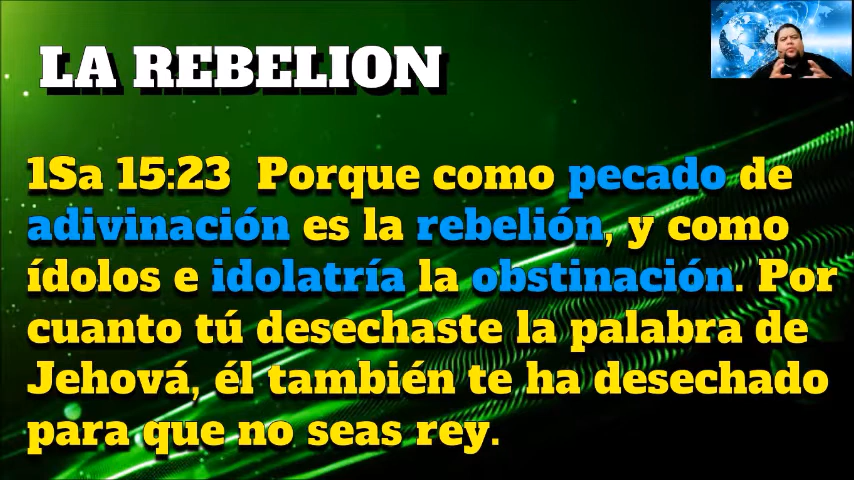 LA REBELION
1Sa 15:23 Porque como pecado de
adivinación es la rebelión, y como
ídolos e idolatría la obstinación. Por
cuanto tú desechaste la palabra de
Jehová, él también te ha desechado
para que no seas rey.